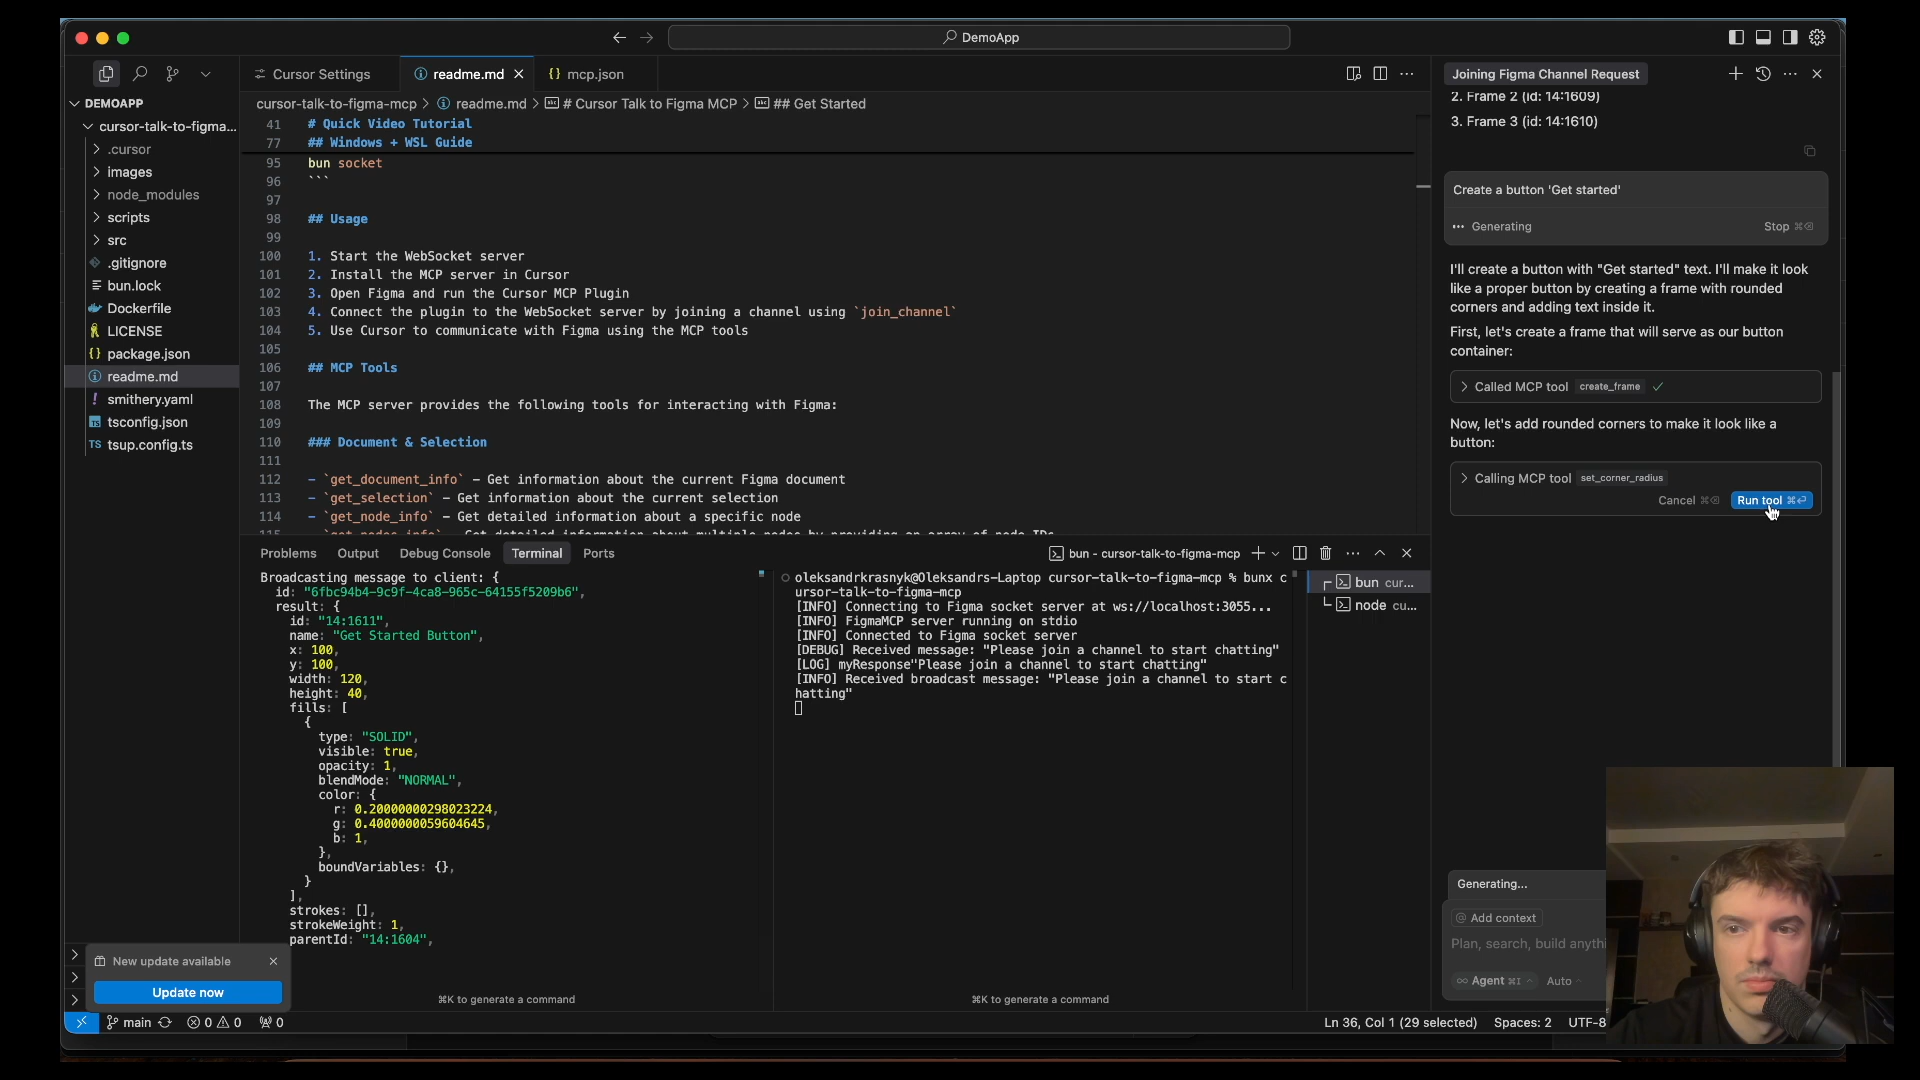 DemoApp
Cursor Settings
readme.md
mcp.json
cursor-talk-to-figma-mcp > readme.md > # Cursor Talk to Figma MCP > ## Get Started
DEMOAPP
cursor-talk-to-figma...
.cursor
images
node_modules
scripts
src
.gitignore
bun.lock
Dockerfile
LICENSE
package.json
readme.md
smithery.yaml
tsconfig.json
tsup.config.ts
41 # Quick Video Tutorial
77 ## Windows + WSL Guide
95 bun socket
96 ```
97
98 ## Usage
99
100 1. Start the WebSocket server
101 2. Install the MCP server in Cursor
102 3. Open Figma and run the Cursor MCP Plugin
103 4. Connect the plugin to the WebSocket server by joining a channel using `join_channel`
104 5. Use Cursor to communicate with Figma using the MCP tools
105
106 ## MCP Tools
107
108 The MCP server provides the following tools for interacting with Figma:
109
110 ### Document & Selection
111
112 - `get_document_info` - Get information about the current Figma document
113 - `get_selection` - Get information about the current selection
114 - `get_node_info` - Get detailed information about a specific node
Problems Output Debug Console Terminal Ports
bun - cursor-talk-to-figma-mcp
Broadcasting message to client: {
id: "6fbc94b4-9c9f-4ca8-965c-64155f5209b6",
result: {
id: "14:1611",
name: "Get Started Button",
x: 100,
y: 100,
width: 120,
height: 40,
fills: [
{
type: "SOLID",
visible: true,
opacity: 1,
blendMode: "NORMAL",
color: {
r: 0.20000000298023224,
g: 0.4000000059604645,
b: 1,
},
boundVariables: {},
}
],
strokes: [],
strokeWeight: 1,
parentId: "14:1604",
⌘K to generate a command
oleksandrkrasnyk@Oleksandrs-Laptop cursor-talk-to-figma-mcp % bunx c
ursor-talk-to-figma-mcp
[INFO] Connecting to Figma socket server at ws://localhost:3055...
[INFO] FigmaMCP server running on stdio
[INFO] Connected to Figma socket server
[DEBUG] Received message: "Please join a channel to start chatting"
[LOG] myResponse"Please join a channel to start chatting"
[INFO] Received broadcast message: "Please join a channel to start c
hatting"
⌘K to generate a command
bun cur...
node cu...
Joining Figma Channel Request
2. Frame 2 (id: 14:1609)
3. Frame 3 (id: 14:1610)
Create a button 'Get started'
Generating
Stop ⌘⌫
I'll create a button with "Get started" text. I'll make it look
like a proper button by creating a frame with rounded
corners and adding text inside it.
First, let's create a frame that will serve as our button
container:
Called MCP tool create_frame
Now, let's add rounded corners to make it look like a
button:
Calling MCP tool set_corner_radius
Cancel ⌘⌫ Run tool ⌘⏎
Generating...
@ Add context
Plan, search, build anythi
∞ Agent ⌘I Auto
New update available
Update now
main 0 0 0
Ln 36, Col 1 (29 selected) Spaces: 2 UTF-8